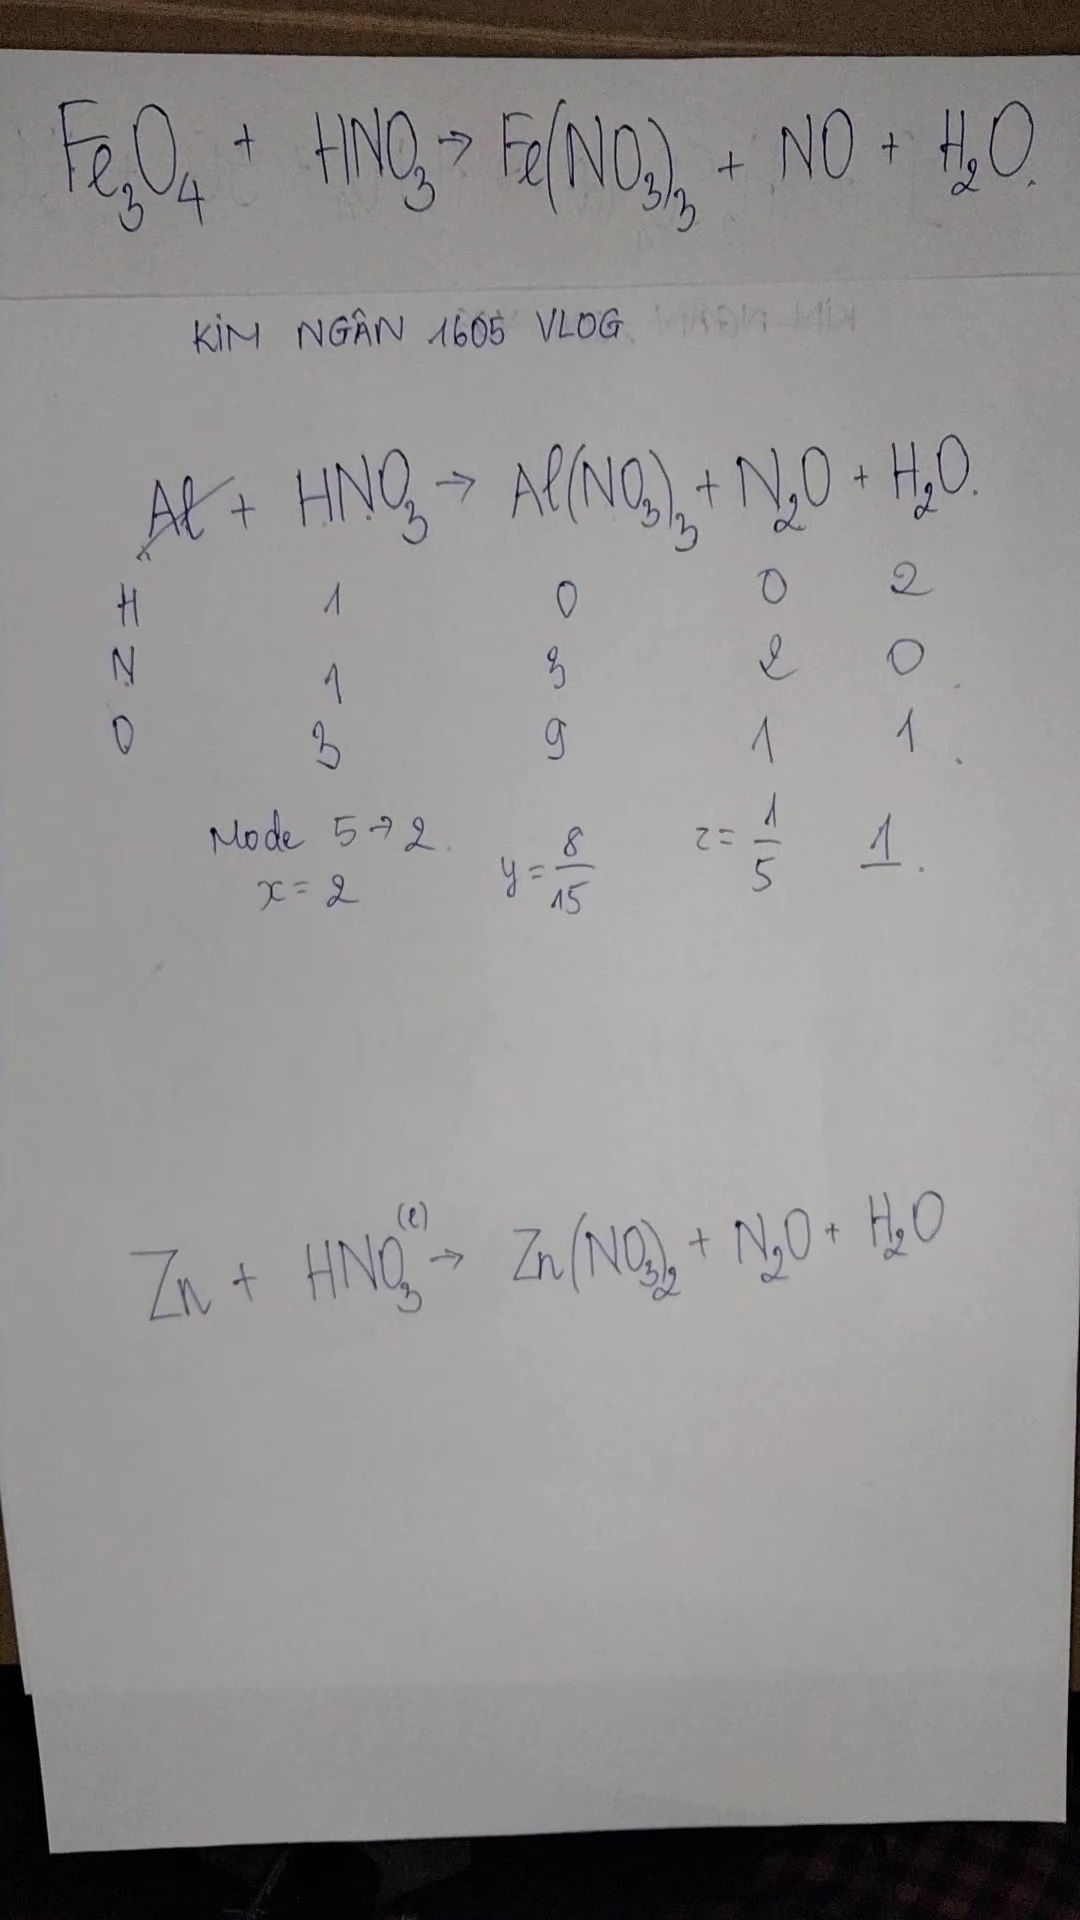 Fe₃O₄ + HNO₃ → Fe(NO₃)₃ + NO + H₂O.
KIM NGÂN 1605 VLOG
Al + HNO₃ → Al(NO₃)₃ + N₂O + H₂O.
H 1 0 0 2
N 1 3 2 0
O 3 9 1 1
Mode 5 → 2. y = 8/15 z = 1/5 1.
x = 2
Zn + HNO₃ (l) → Zn(NO₃)₂ + N₂O + H₂O